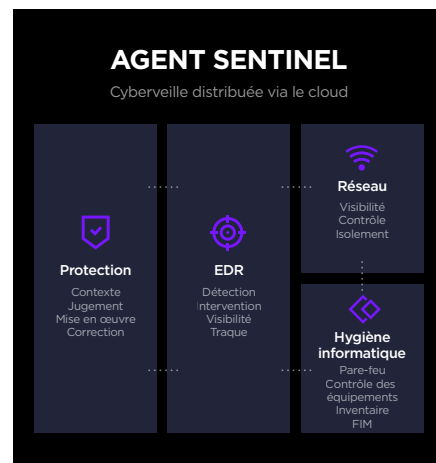 AGENT SENTINEL
Cyberveille distribuée via le cloud
Protection
Contexte
Jugement
Mise en œuvre
Correction
EDR
Détection
Intervention
Visibilité
Traque
Réseau
Visibilité
Contrôle
Isolement
Hygiène
informatique
Pare-feu
Contrôle des
équipements
Inventaire
FIM